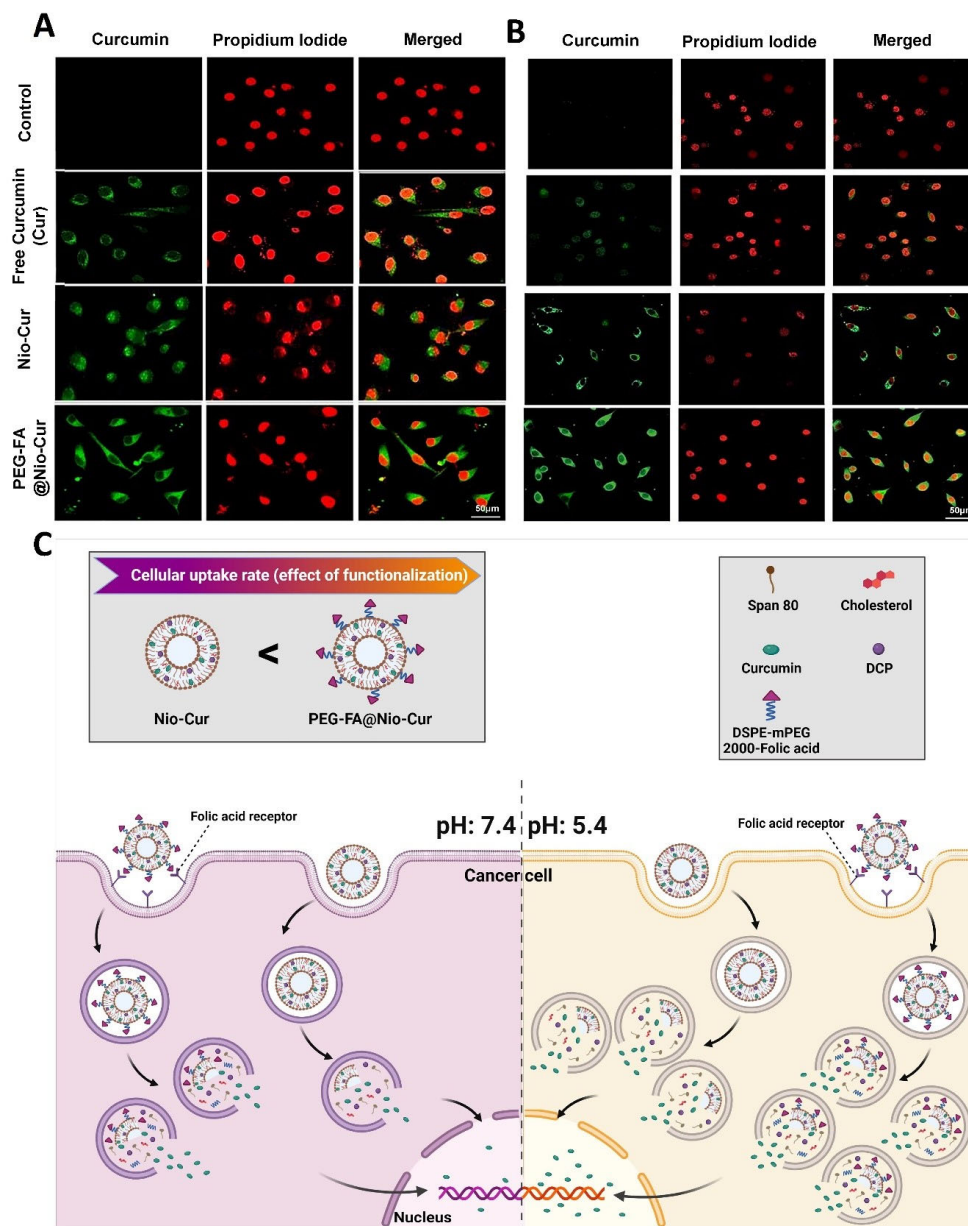 A
Curcumin Propidium Iodide Merged
Control
Free Curcumin
(Cur)
Nio-Cur
PEG-FA
@Nio-Cur
50µm
B
Curcumin Propidium Iodide Merged
50µm
C
Cellular uptake rate (effect of functionalization)
<
Nio-Cur PEG-FA@Nio-Cur
Span 80 Cholesterol
Curcumin DCP
DSPE-mPEG
2000-Folic acid
Folic acid receptor
pH: 7.4 pH: 5.4
Folic acid receptor
Cancer cell
Nucleus